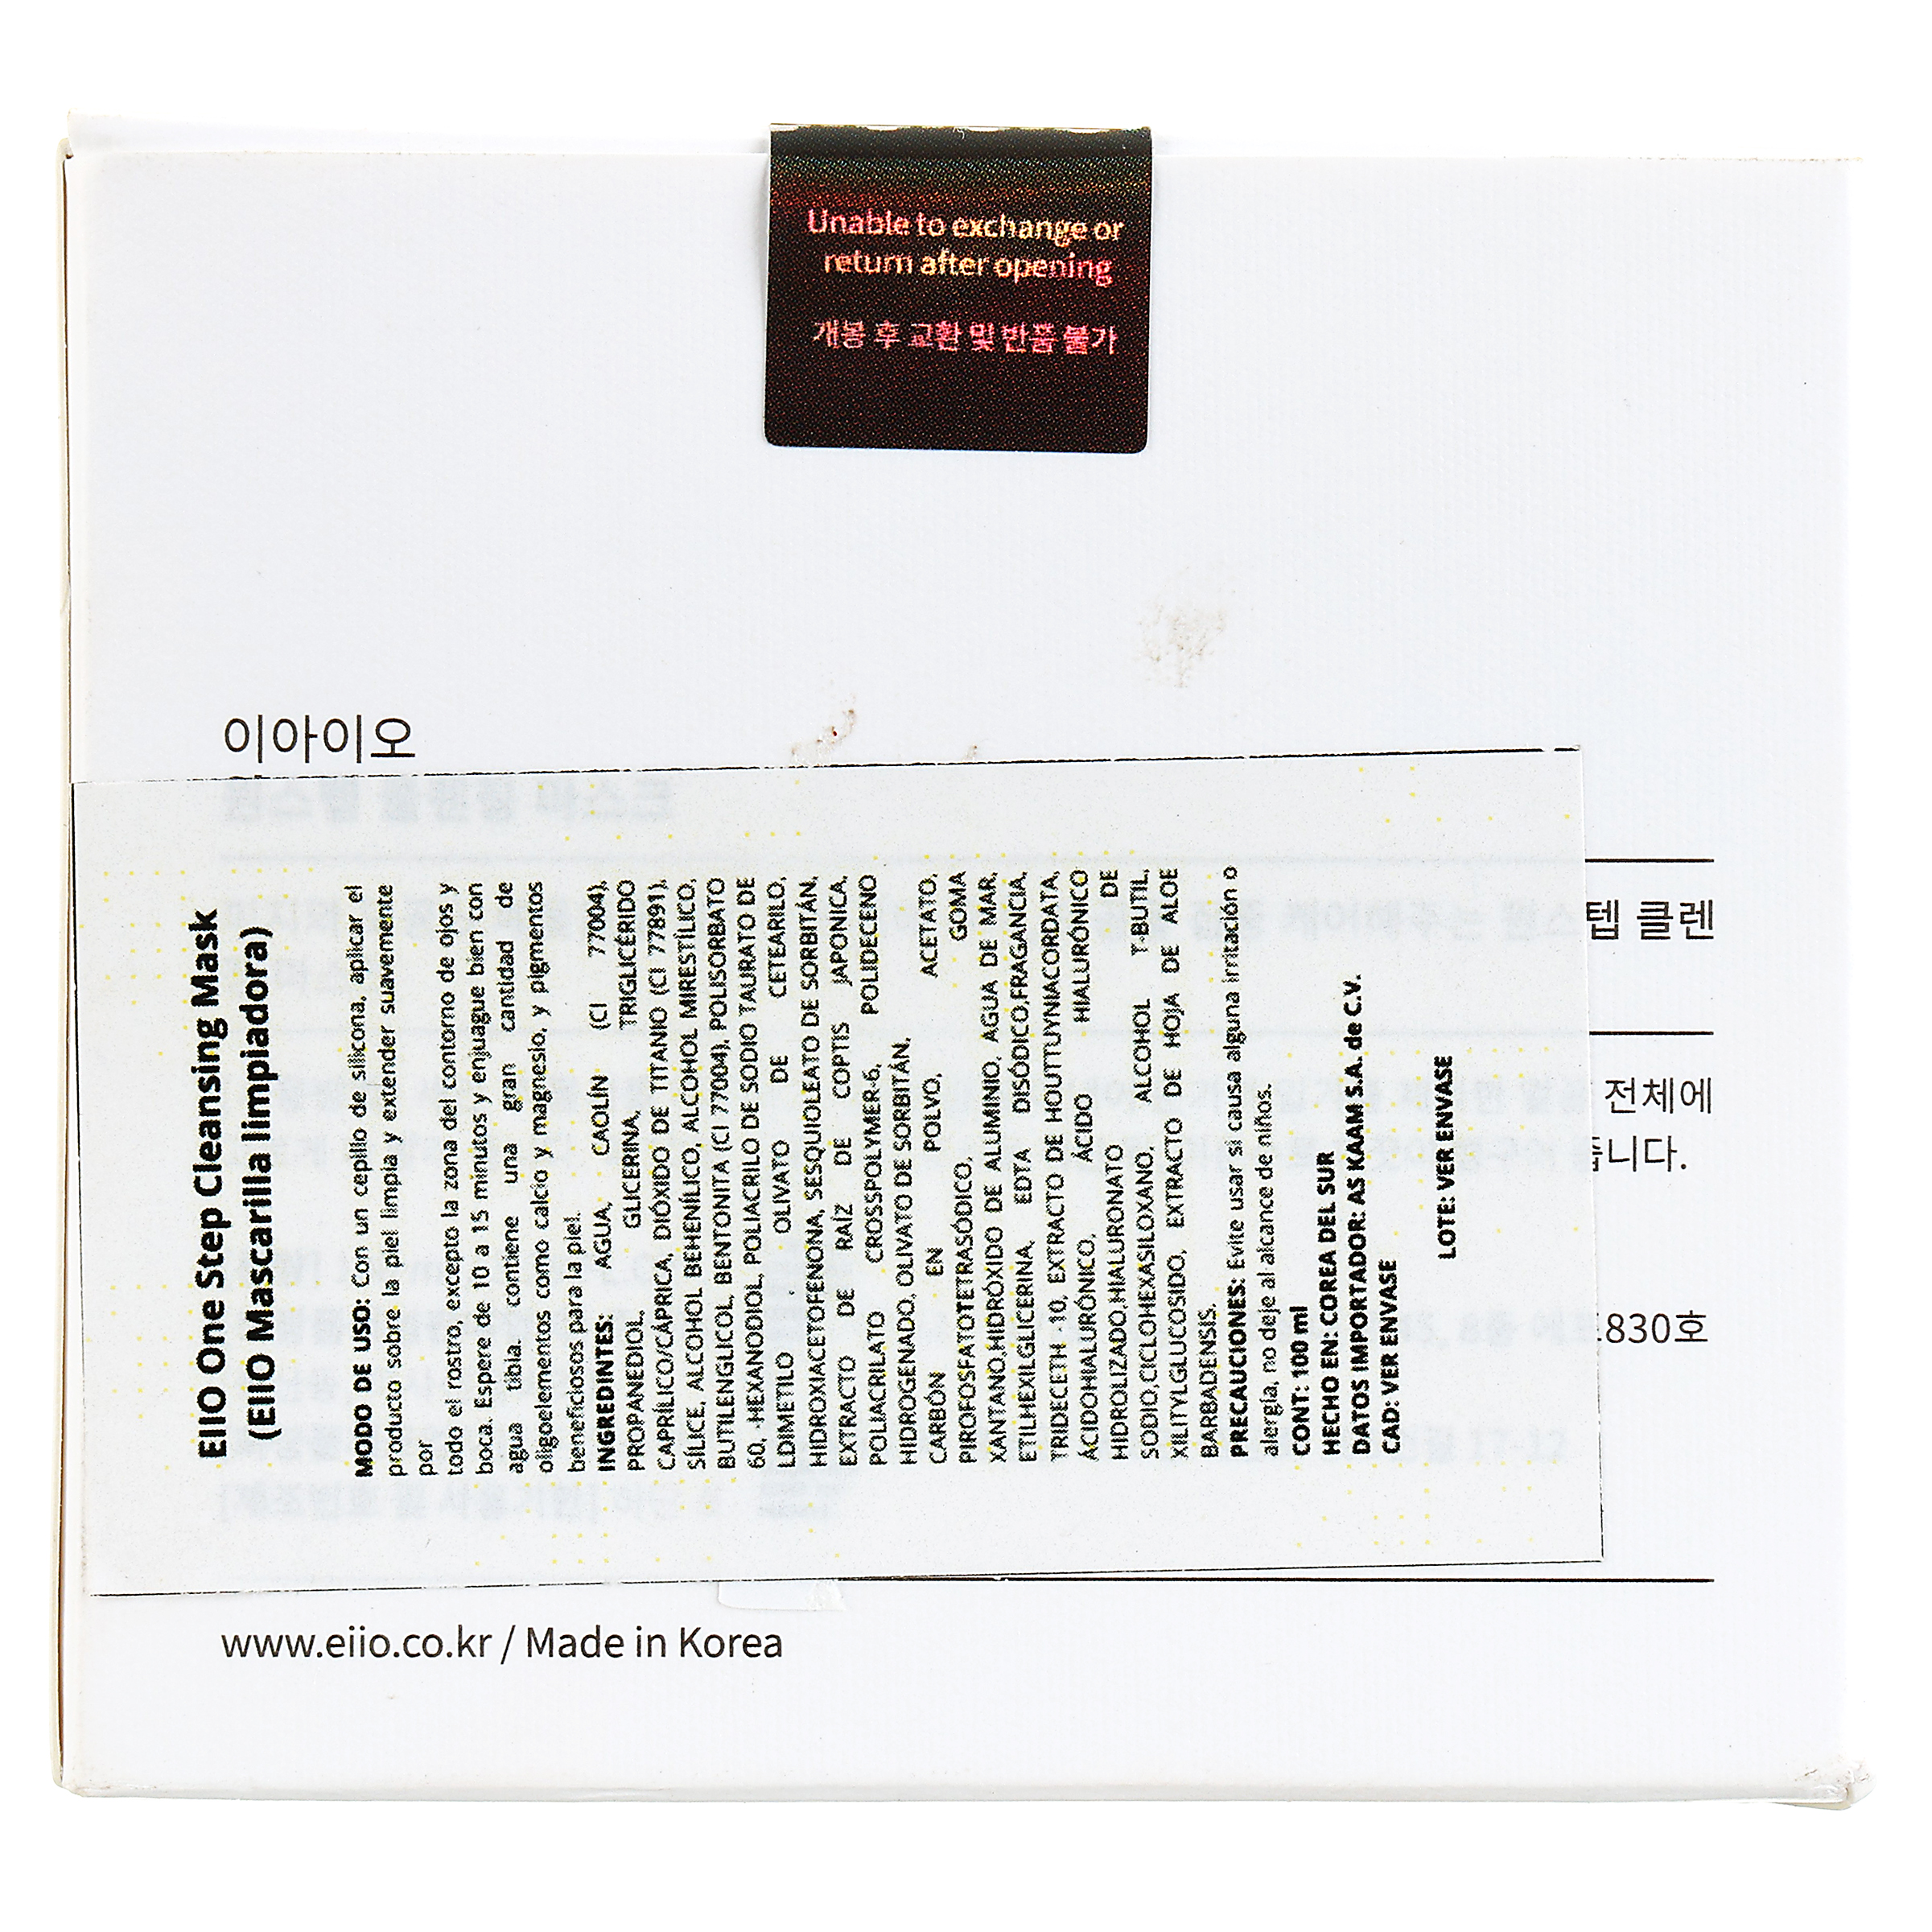 Unable to exchange or
return after opening
개봉 후 교환 및 반품 불가
이아이오
EIIO One Step Cleansing Mask
(EIIO Mascarilla limpiadora)
MODO DE USO: Con un cepillo de silicona, aplicar el
producto sobre la piel limpia y extender suavemente
por
todo el rostro, excepto la zona del contorno de ojos y
boca. Espere de 10 a 15 minutos y enjuague bien con
agua tibia. contiene una gran cantidad de
oligoelementos como calcio y magnesio, y pigmentos
beneficiosos para la piel.
INGREDINTES: AGUA, CAOLÍN (CI 77004),
PROPANEDIOL, GLICERINA, TRIGLICÉRIDO
CAPRÍLICO/CÁPRICA, DIÓXIDO DE TITANIO (CI 77891),
SÍLICE, ALCOHOL BEHENÍLICO, ALCOHOL MIRESTÍLICO,
BUTILENGLICOL, BENTONITA (CI 77004), POLISORBATO
60, -HEXANODIOL, POLIACRILO DE SODIO TAURATO DE
LDIMETILO . OLIVATO DE CETEARILO,
HIDROXIACETOFENONA, SESQUIOLEATO DE SORBITÁN,
EXTRACTO DE RAÍZ DE COPTIS JAPONICA,
POLIACRILATO CROSSPOLYMER-6, POLIDECENO
HIDROGENADO, OLIVATO DE SORBITÁN,
CARBÓN EN POLVO, ACETATO,
PIROFOSFATOTETRASÓDICO, GOMA
XANTANO,HIDRÓXIDO DE ALUMINIO, AGUA DE MAR,
ETILHEXILGLICERINA, EDTA DISÓDICO,FRAGANCIA,
TRIDECETH -10, EXTRACTO DE HOUTTUYNIACORDATA,
ÁCIDOHIALURÓNICO, ÁCIDO HIALURÓNICO
HIDROLIZADO,HIALURONATO DE
SODIO,CICLOHEXASILOXANO, ALCOHOL T-BUTIL,
XILITYLGLUCOSIDO, EXTRACTO DE HOJA DE ALOE
BARBADENSIS.
PRECAUCIONES: Evite usar si causa alguna irritación o
alergia, no deje al alcance de niños.
CONT: 100 ml
HECHO EN: COREA DEL SUR
DATOS IMPORTADOR: AS KAAM S.A. de C.V.
CAD: VER ENVASE
LOTE: VER ENVASE
텝 클렌
전체에
니다.
830호
www.eiio.co.kr / Made in Korea